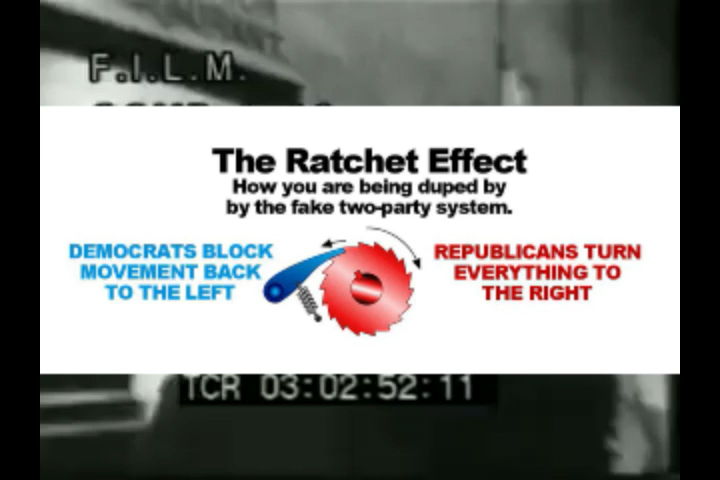 F.I.L.M.
The Ratchet Effect
How you are being duped by
by the fake two-party system.
DEMOCRATS BLOCK
MOVEMENT BACK
TO THE LEFT
REPUBLICANS TURN
EVERYTHING TO
THE RIGHT
TCR 03:02:52:11